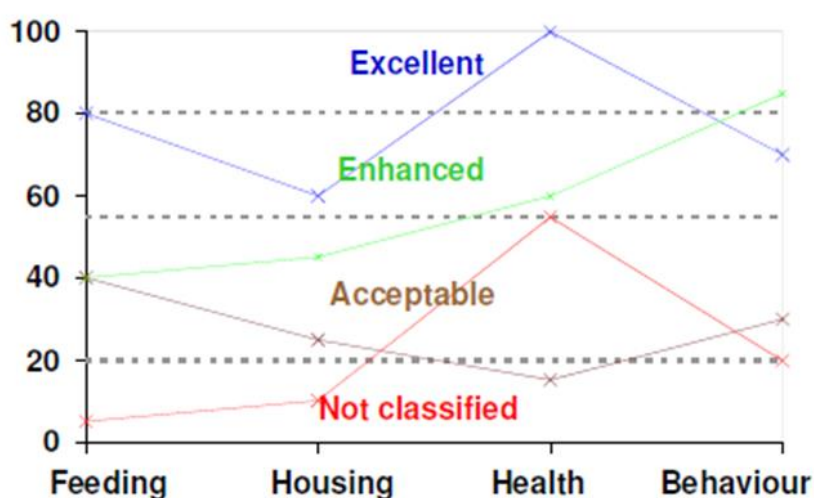 100
Excellent
80
Enhanced
60
40
Acceptable
20
Not classified
0
Feeding Housing Health Behaviour